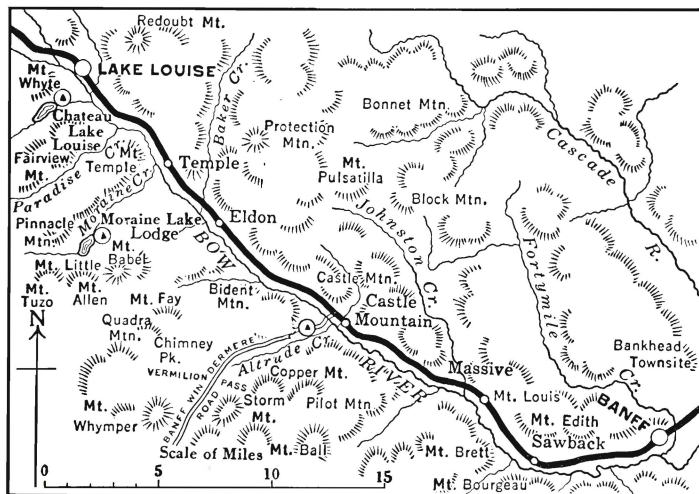 Redoubt Mt.
Mt.
Whyte
LAKE LOUISE
Baker Cr.
Bonnet Mtn.
Cascade R.
Chateau
Lake
Louise
Protection
Mtn.
Fairview
Mt.
Mt.
Temple
Temple
Mt.
Pulsatilla
Paradise Cr.
Moraine Cr.
Block Mtn.
Pinnacle
Mtn.
Moraine Lake
Lodge
Eldon
Johnston Cr.
Fortymile Cr.
Mt. Little
Mt.
Babel
BOW RIVER
Mt.
Tuzo
Mt.
Allen
Mt. Fay
Bident
Mtn.
Castle Mtn.
Castle
Mountain
N
Quadra
Mtn.
Chimney
Pk.
BANFF WINDERMERE
VERMILION
ROAD PASS
Altrude Cr.
Bankhead
Townsite
Massive
Copper Mt.
Mt. Louis
BANFF
Mt.
Whymper
Storm
Mt.
Pilot Mtn.
Mt. Edith
Sawback
Scale of Miles
Mt. Ball
Mt. Brett
Mt. Bourgeau
0 5 10 15